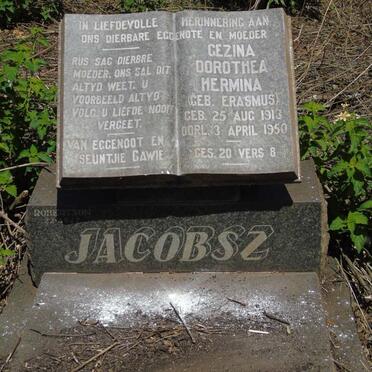 IN LIEFDEVOLLE HERINNERING AAN
ONS DIERBARE EGGENOTE EN MOEDER
RUS SAG DIERBRE
MOEDER, ONS SAL DIT
ALTYD WEET. U
VOORBEELD ALTYD
VOLG. U LIEFDE NOOIT
VERGEET.
VAN EGGENOOT EN
SEUNTJIE GAWIE
GEZINA
DOROTHEA
HERMINA
(GEB. ERASMUS)
GEB. 25 AUG 1913
OORL. 3 APRIL 1950
GES. 20 VERS 8
ROBERTSON
JACOBSZ